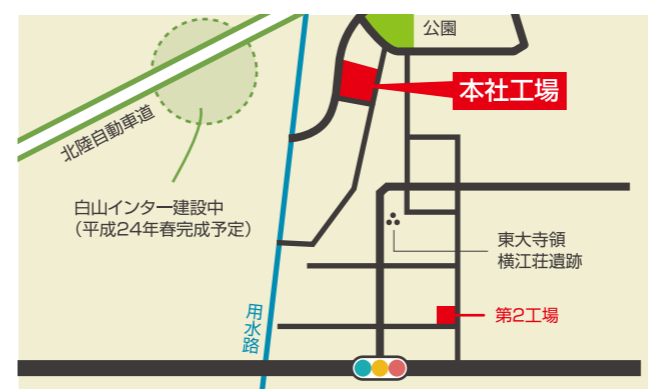 公園
本社工場
北陸自動車道
白山インター建設中
（平成24年春完成予定）
東大寺領
横江荘遺跡
第2工場
用水路